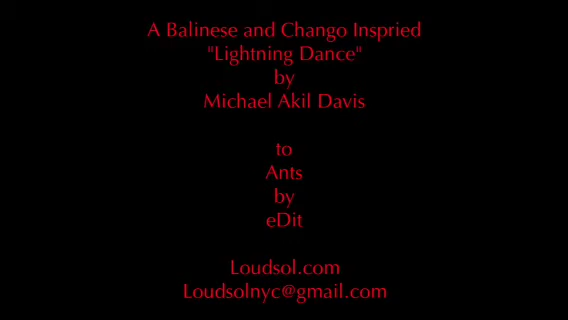 A Balinese and Chango Inspried
"Lightning Dance"
by
Michael Akil Davis
to
Ants
by
eDit
Loudsol.com
Loudsolnyc@gmail.com